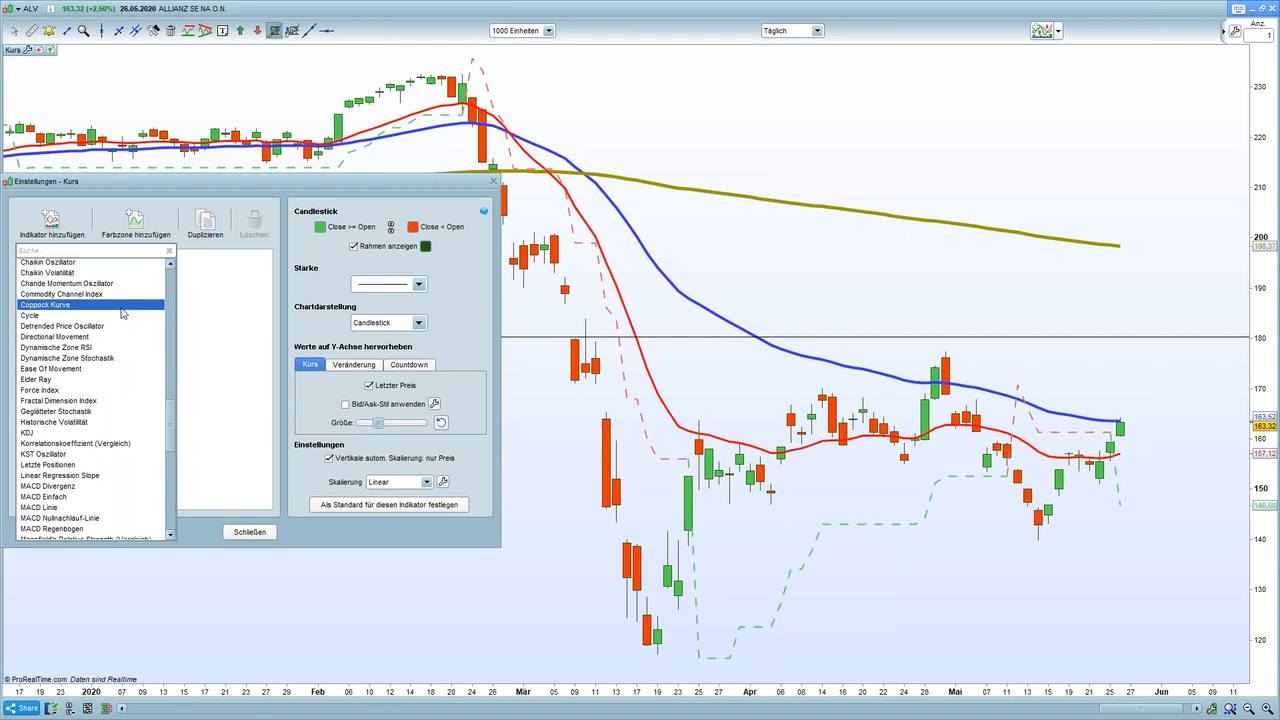 ALV 163,32 (+2,50%) 26.05.2020 ALLIANZ SE NA O.N.
1000 Einheiten
Täglich
Anz.
1
Kurs
230
220
210
200
198,37
190
180
170
163,52
163,32
160
157,12
150
146,60
140
130
120
Einstellungen - Kurs
Indikator hinzufügen
Farbzone hinzufügen
Duplizieren
Löschen
Suche...
Chaikin Oszillator
Chaikin Volatilität
Chande Momentum Oszillator
Commodity Channel Index
Coppock Kurve
Cycle
Detrended Price Oscillator
Directional Movement
Dynamische Zone RSI
Dynamische Zone Stochastik
Ease Of Movement
Elder Ray
Force Index
Fractal Dimension Index
Geglätteter Stochastik
Historische Volatilität
KDJ
Korrelationskoeffizient (Vergleich)
KST Oszillator
Letzte Positionen
Linear Regression Slope
MACD Divergenz
MACD Einfach
MACD Linie
MACD Nullnachlauf-Linie
MACD Regenbogen
Mansfield's Relative Strength (Vergleich)
Schließen
Candlestick
Close >= Open
Close < Open
Rahmen anzeigen
Stärke
Chartdarstellung
Candlestick
Werte auf Y-Achse hervorheben
Kurs Veränderung Countdown
Letzter Preis
Bid/Ask-Stil anwenden
Größe:
Einstellungen
Vertikale autom. Skalierung: nur Preis
Skalierung Linear
Als Standard für diesen Indikator festlegen
© ProRealTime.com Daten sind Realtime
17 19 23 27 2020 07 09 13 15 17 21 23 27 29 Feb 06 10 12 14 18 20 24 26 Mär 05 09 11 13 17 19 23 25 27 Apr 06 08 14 16 20 22 24 28 Mai 07 11 13 15 19 21 25 27 Jun 05 09 11
Share